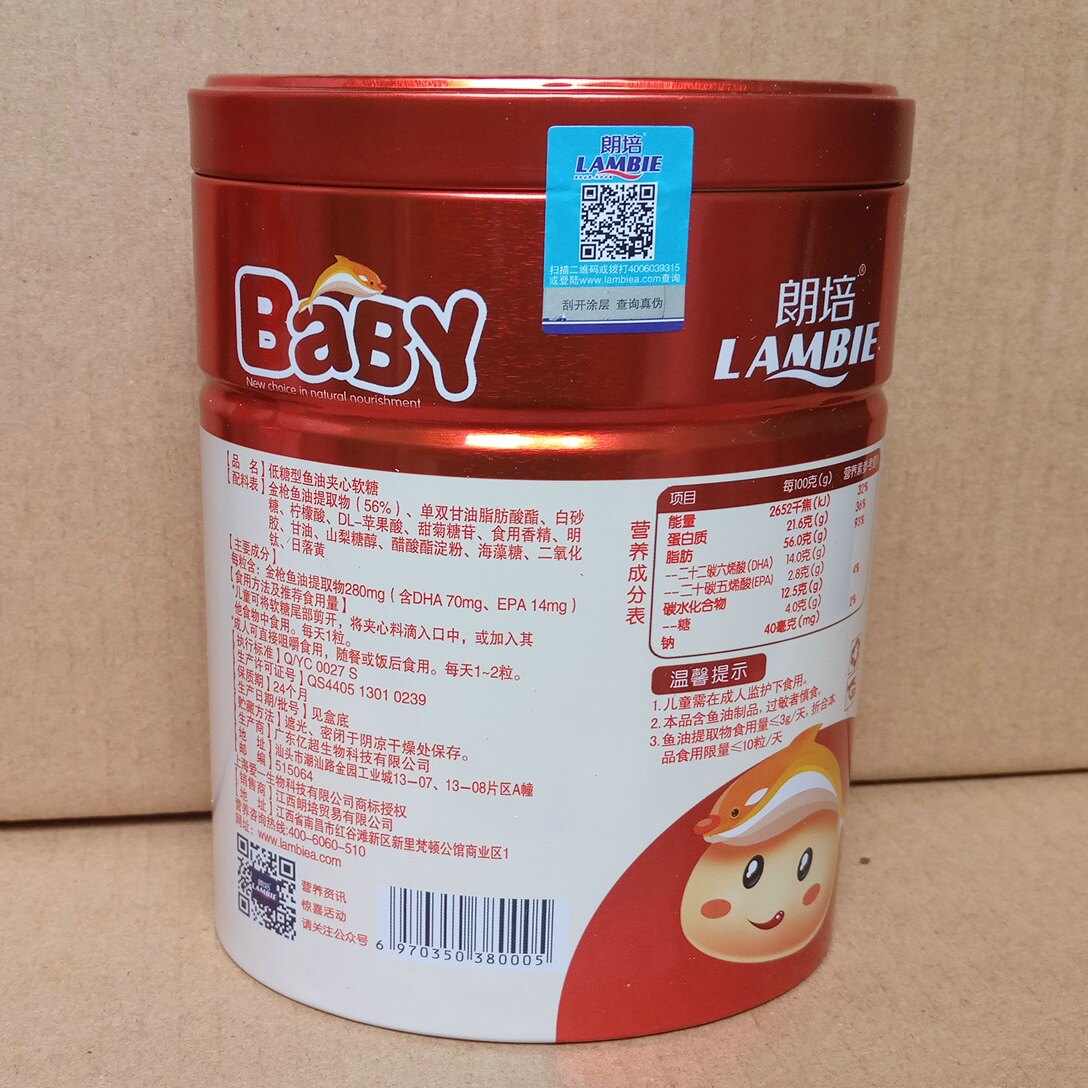 朗培
LAMBIE
扫描二维码或拨打4006039315
或登陆www.lambiea.com查询
刮开涂层 查询真伪
BaBY
New choice in natural nourishment
朗培®
LAMBIE
【品 名】低糖型鱼油夹心软糖
【配料表】金枪鱼油提取物（56%）、单双甘油脂肪酸酯、白砂
糖、柠檬酸、DL-苹果酸、甜菊糖苷、食用香精、明
胶、甘油、山梨糖醇、醋酸酯淀粉、海藻糖、二氧化
钛、日落黄
【主要成分】
每粒含：金枪鱼油提取物280mg（含DHA 70mg、EPA 14mg）
【食用方法及推荐食用量】
*儿童可将软糖尾部剪开，将夹心料滴入口中，或加入其
他食物中食用。每天1粒。
*成人可直接咀嚼食用，随餐或饭后食用。每天1~2粒。
【执行标准】Q/YC 0027 S
【生产许可证号】QS4405 1301 0239
【保质期】24个月
【生产日期/批号】见盒底
【贮藏方法】遮光、密闭于阴凉干燥处保存。
【生产商】广东亿超生物科技有限公司
【地 址】汕头市潮汕路金园工业城13-07、13-08片区A幢
【邮 编】515064
上海爱一生物科技有限公司商标授权
【销售商】江西朗培贸易有限公司
【地 址】江西省南昌市红谷滩新区新里梵顿公馆商业区1
营养咨询热线:400-6060-510
网址：www.lambiea.com
营养资讯
惊喜活动
请关注公众号
6 970350 380005
营养成分表
项目 每100克(g) 营养素参考值%
能量 2652千焦(kJ) 32%
蛋白质 21.6克(g) 36%
脂肪 56.0克(g) 93%
--二十二碳六烯酸(DHA) 14.0克(g)
--二十碳五烯酸(EPA) 2.8克(g)
碳水化合物 12.5克(g) 4%
--糖 4.0克(g)
钠 40毫克(mg) 2%
温馨提示
1. 儿童需在成人监护下食用。
2. 本品含鱼油制品，过敏者慎食。
3. 鱼油提取物食用量≤3g/天，折合本
品食用限量≤10粒/天